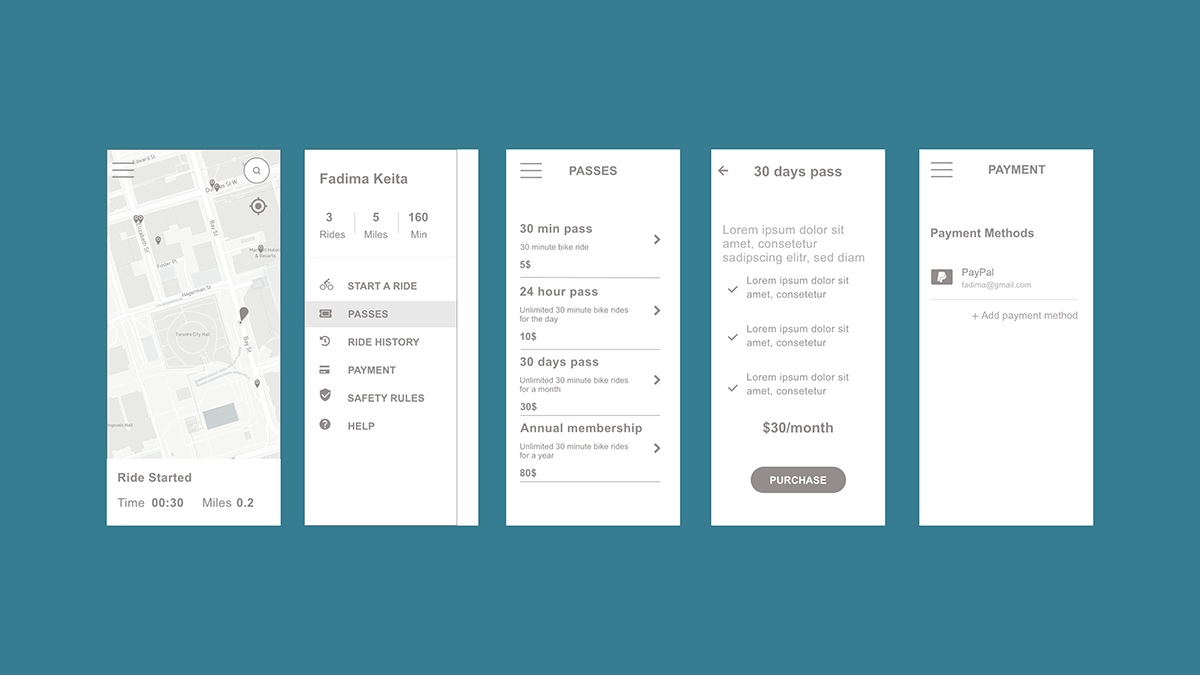 Edward St
Dundas St W
Elizabeth St
Bay St
Foster Pl
Hagerman St
Toronto City Hall
Bay St
Ride Started
Time 00:30 Miles 0.2
Fadima Keita
3 5 160
Rides Miles Min
START A RIDE
PASSES
RIDE HISTORY
PAYMENT
SAFETY RULES
HELP
PASSES
30 min pass
30 minute bike ride
5$
24 hour pass
Unlimited 30 minute bike rides
for the day
10$
30 days pass
Unlimited 30 minute bike rides
for a month
30$
Annual membership
Unlimited 30 minute bike rides
for a year
80$
30 days pass
Lorem ipsum dolor sit
amet, consetetur
sadipscing elitr, sed diam
Lorem ipsum dolor sit
amet, consetetur
Lorem ipsum dolor sit
amet, consetetur
Lorem ipsum dolor sit
amet, consetetur
$30/month
PURCHASE
PAYMENT
Payment Methods
PayPal
fadima@gmail.com
+ Add payment method